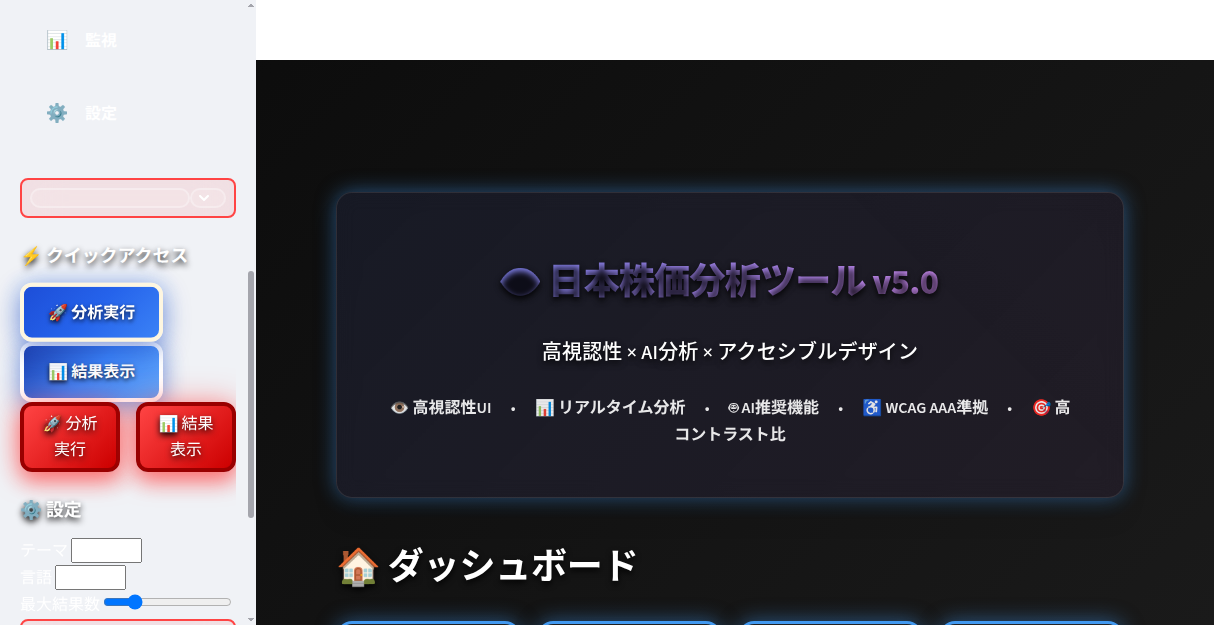 📊 監視
⚙️ 設定
⚡ クイックアクセス
🚀 分析実行
📊 結果表示
🚀 分析
実行
📊 結果
表示
⚙️ 設定
テーマ
言語
最大結果数
👁️ 日本株価分析ツール v5.0
高視認性 × AI分析 × アクセシブルデザイン
👁️ 高視認性UI • 📊 リアルタイム分析 • 🤖 AI推奨機能 • ♿ WCAG AAA準拠 • 🎯 高
コントラスト比
🏠 ダッシュボード